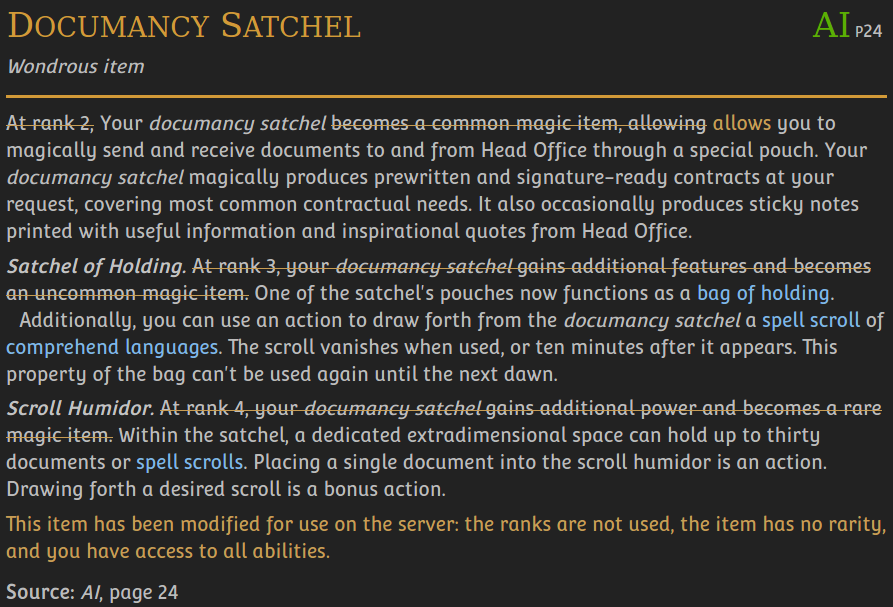 Documancy Satchel AI P24
Wondrous item
At rank 2, Your documancy satchel becomes a common magic item, allowing allows you to
magically send and receive documents to and from Head Office through a special pouch. Your
documancy satchel magically produces prewritten and signature-ready contracts at your
request, covering most common contractual needs. It also occasionally produces sticky notes
printed with useful information and inspirational quotes from Head Office.
Satchel of Holding. At rank 3, your documancy satchel gains additional features and becomes
an uncommon magic item. One of the satchel's pouches now functions as a bag of holding.
Additionally, you can use an action to draw forth from the documancy satchel a spell scroll of
comprehend languages. The scroll vanishes when used, or ten minutes after it appears. This
property of the bag can't be used again until the next dawn.
Scroll Humidor. At rank 4, your documancy satchel gains additional power and becomes a rare
magic item. Within the satchel, a dedicated extradimensional space can hold up to thirty
documents or spell scrolls. Placing a single document into the scroll humidor is an action.
Drawing forth a desired scroll is a bonus action.
This item has been modified for use on the server: the ranks are not used, the item has no rarity,
and you have access to all abilities.
Source: AI, page 24